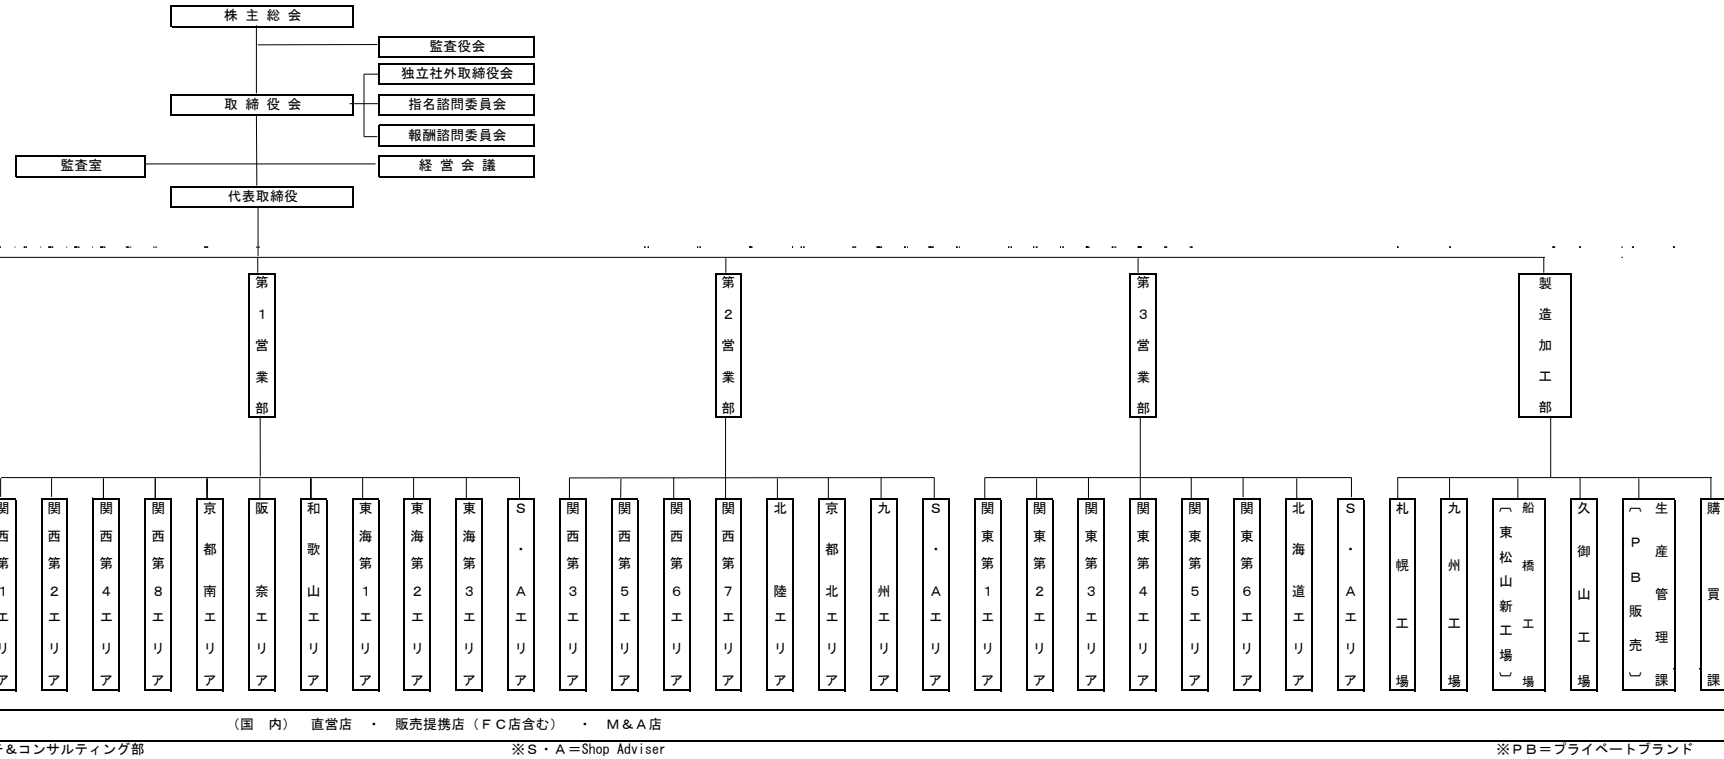 株主総会
監査役会
独立社外取締役会
取締役会
指名諮問委員会
報酬諮問委員会
監査室
経営会議
代表取締役
第1営業部
第2営業部
第3営業部
製造加工部
関西第1エリア
関西第2エリア
関西第4エリア
関西第8エリア
京都南エリア
阪奈エリア
和歌山エリア
東海第1エリア
東海第2エリア
東海第3エリア
S・Aエリア
関西第3エリア
関西第5エリア
関西第6エリア
関西第7エリア
北陸エリア
京都北エリア
九州エリア
S・Aエリア
関東第1エリア
関東第2エリア
関東第3エリア
関東第4エリア
関東第5エリア
関東第6エリア
北海道エリア
S・Aエリア
札幌工場
九州工場
船橋工場
〔東松山新工場〕
久御山工場
生産管理課
〔PB販売〕
購買課
（国　内）　直営店　・　販売提携店（ＦＣ店含む）　・　Ｍ＆Ａ店
＆コンサルティング部
※Ｓ・Ａ＝Shop Adviser
※ＰＢ＝プライベートブランド